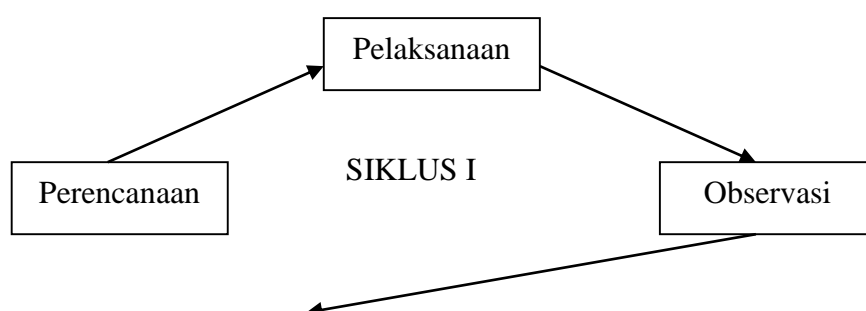 Pelaksanaan
SIKLUS I
Perencanaan
Observasi